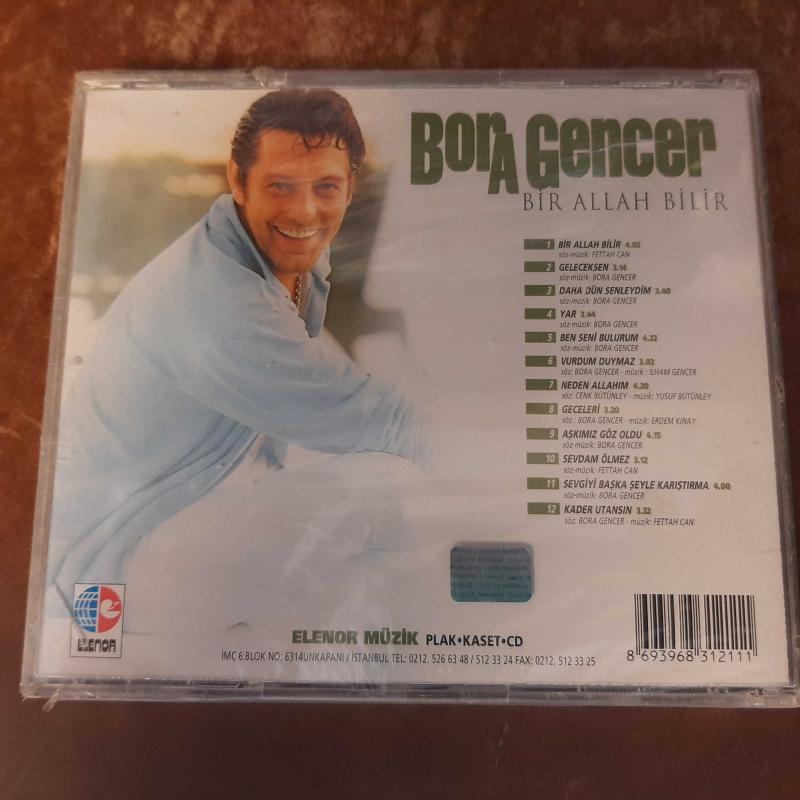 BORA GENCER
BİR ALLAH BİLİR
1 BİR ALLAH BİLİR 4.02
söz-müzik: FETTAH CAN
2 GELECEKSEN 3.14
söz-müzik: BORA GENCER
3 DAHA DÜN SENLEYDİM 3.40
söz-müzik: BORA GENCER
4 YAR 3.44
söz-müzik: BORA GENCER
5 BEN SENİ BULURUM 4.32
söz-müzik: BORA GENCER
6 VURDUM DUYMAZ 3.02
söz: BORA GENCER - müzik : İLHAM GENCER
7 NEDEN ALLAHIM 4.20
söz: CENK BÜTÜNLEY - müzik: YUSUF BÜTÜNLEY
8 GECELERİ 3.20
söz : BORA GENCER - müzik: ERDEM KINAY
9 AŞKIMIZ GÖZ OLDU 4.15
söz-müzik: BORA GENCER
10 SEVDAM ÖLMEZ 3.12
söz-müzik: FETTAH CAN
11 SEVGİYİ BAŞKA ŞEYLE KARIŞTIRMA 4.00
söz-müzik: BORA GENCER
12 KADER UTANSIN 3.32
söz: BORA GENCER - müzik: FETTAH CAN
ELENOR
ELENOR MÜZİK PLAK•KASET•CD
İMÇ 6.BLOK NO: 6314UNKAPANI / İSTANBUL TEL: 0212. 526 63 48 / 512 33 24 FAX: 0212. 512 33 25
8 693968 312111